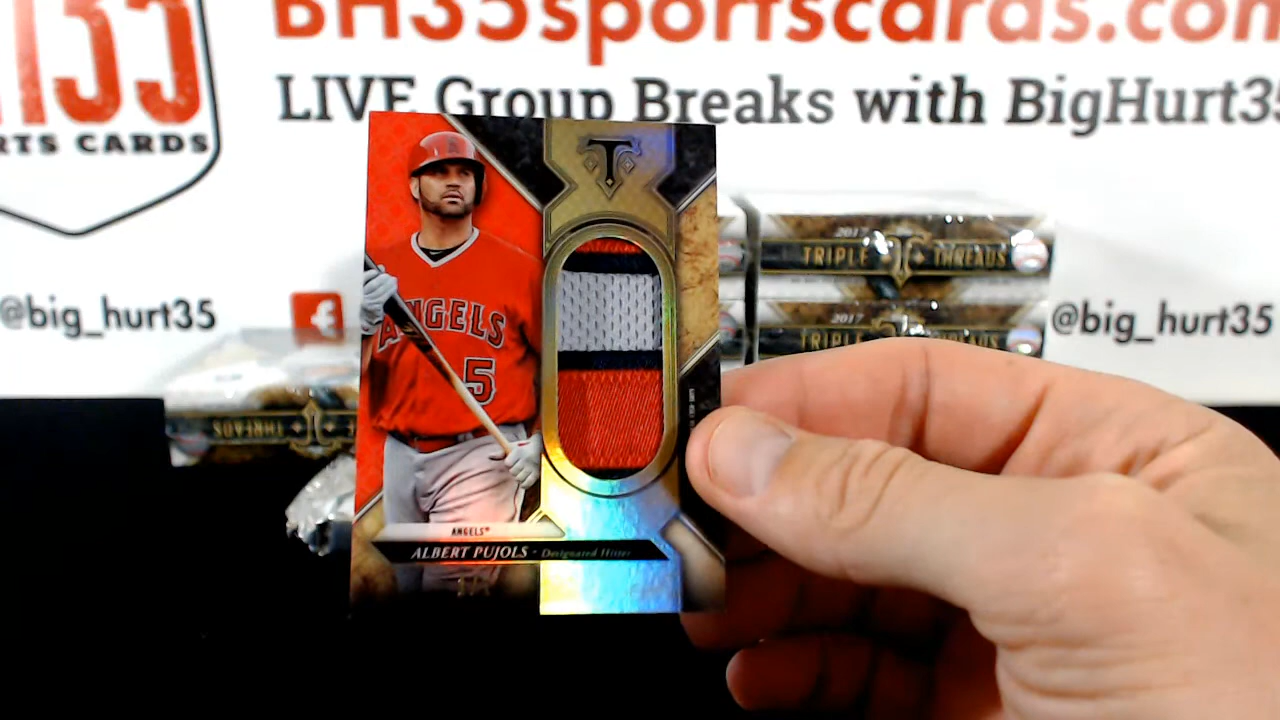 BH35sportscards.com
LIVE Group Breaks with BigHurt35
H35
RTS CARDS
@big_hurt35
f
@big_hurt35
2017
TRIPLE T THREADS
2017
TRIPLE THREADS
THREADS
T
ANGELS
5
ANGELS
ALBERT PUJOLS • Designated Hitter